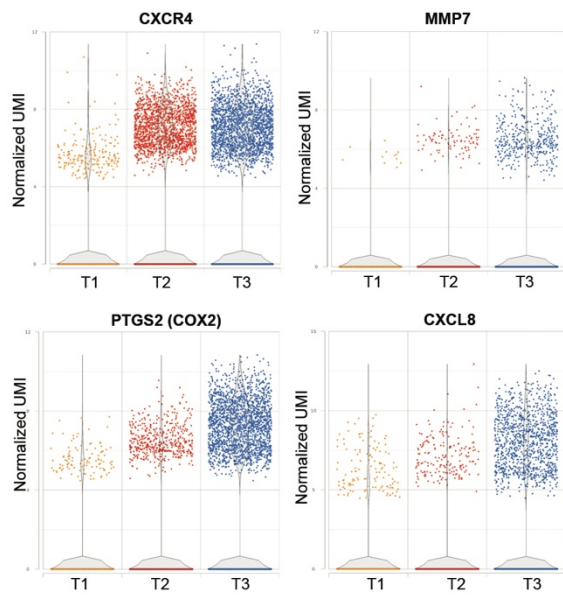 CXCR4
12
8
4
0
Normalized UMI
T1 T2 T3
MMP7
12
8
4
0
Normalized UMI
T1 T2 T3
PTGS2 (COX2)
12
8
4
0
Normalized UMI
T1 T2 T3
CXCL8
15
10
5
0
Normalized UMI
T1 T2 T3